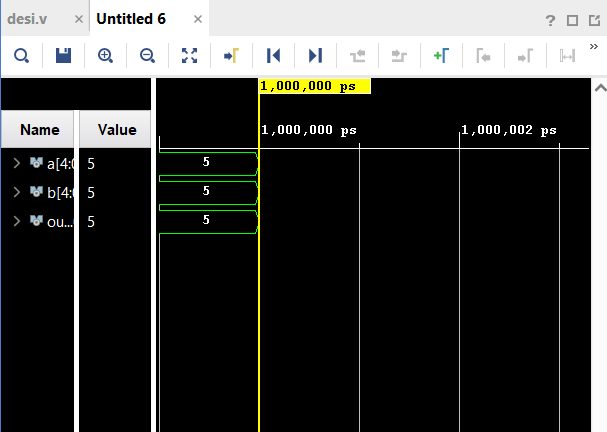 desi.v
Untitled 6
?
»
1,000,000 ps
Name
Value
1,000,000 ps
1,000,002 ps
a[4:0
5
5
b[4:0
5
5
ou...
5
5